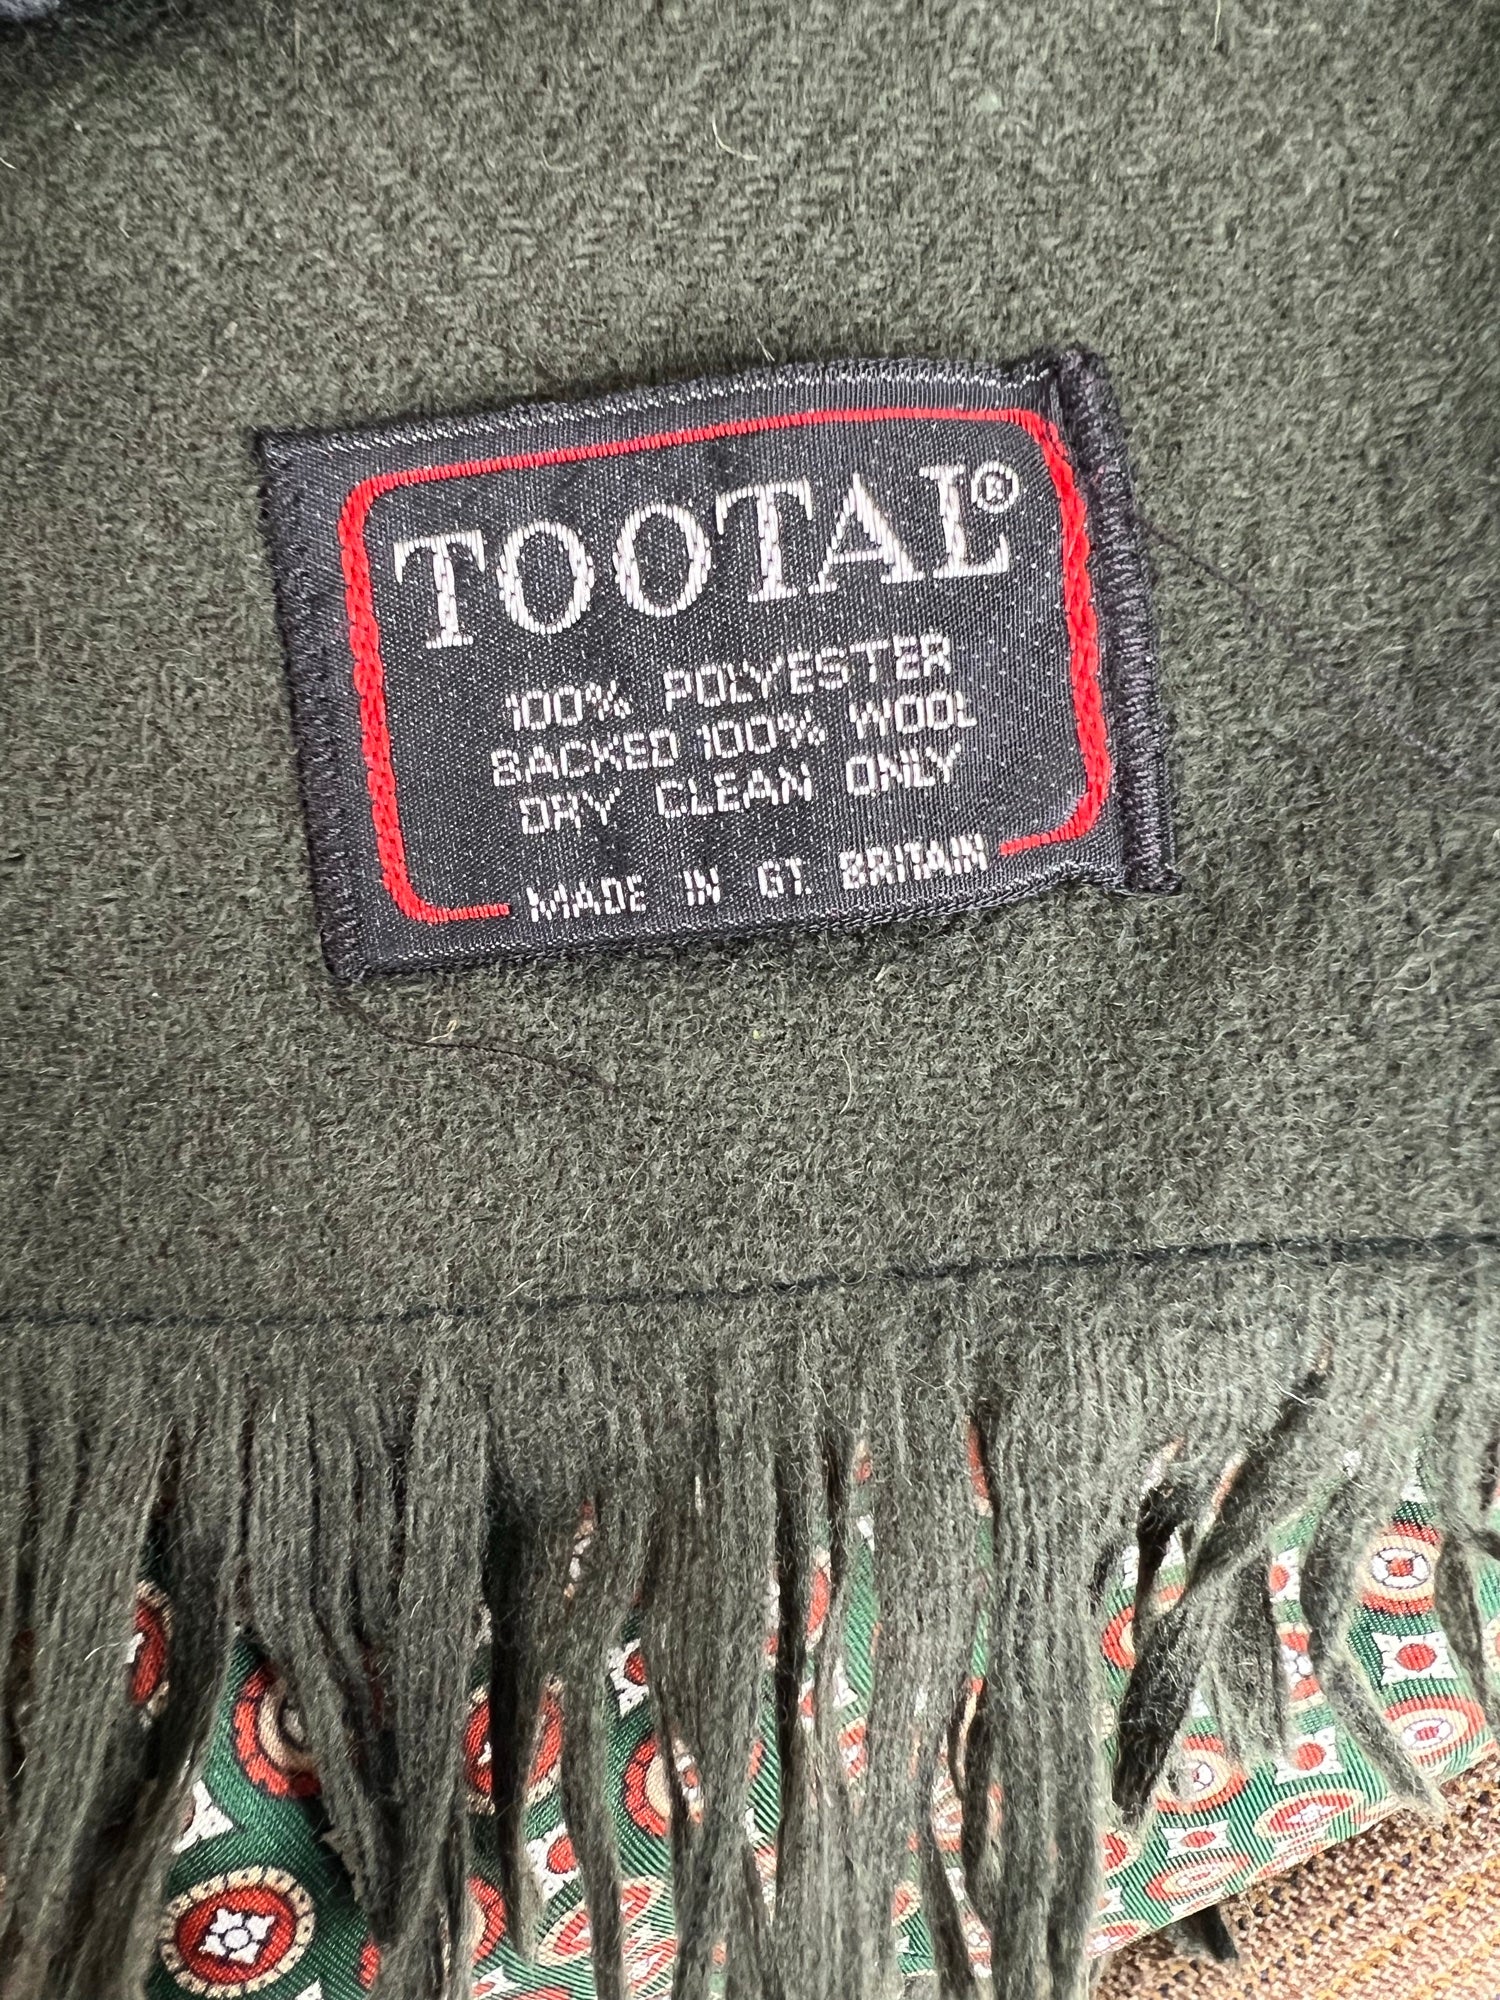 TOOTAL®
100% POLYESTER
BACKED 100% WOOL
DRY CLEAN ONLY
MADE IN GT. BRITAIN